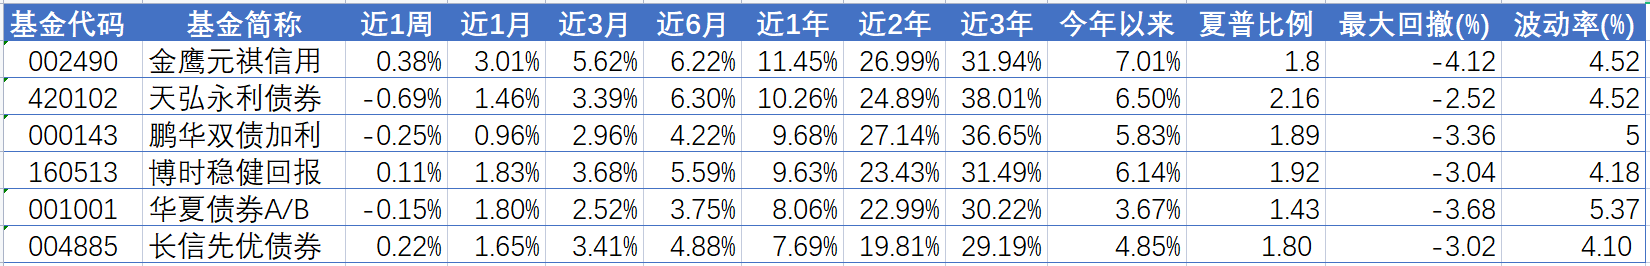 基金代码 基金简称 近1周 近1月 近3月 近6月 近1年 近2年 近3年 今年以来 夏普比例 最大回撤(%) 波动率(%)
002490 金鹰元祺信用 0.38% 3.01% 5.62% 6.22% 11.45% 26.99% 31.94% 7.01% 1.8 -4.12 4.52
420102 天弘永利债券 -0.69% 1.46% 3.39% 6.30% 10.26% 24.89% 38.01% 6.50% 2.16 -2.52 4.52
000143 鹏华双债加利 -0.25% 0.96% 2.96% 4.22% 9.68% 27.14% 36.65% 5.83% 1.89 -3.36 5
160513 博时稳健回报 0.11% 1.83% 3.68% 5.59% 9.63% 23.43% 31.49% 6.14% 1.92 -3.04 4.18
001001 华夏债券A/B -0.15% 1.80% 2.52% 3.75% 8.06% 22.99% 30.22% 3.67% 1.43 -3.68 5.37
004885 长信先优债券 0.22% 1.65% 3.41% 4.88% 7.69% 19.81% 29.19% 4.85% 1.80 -3.02 4.10